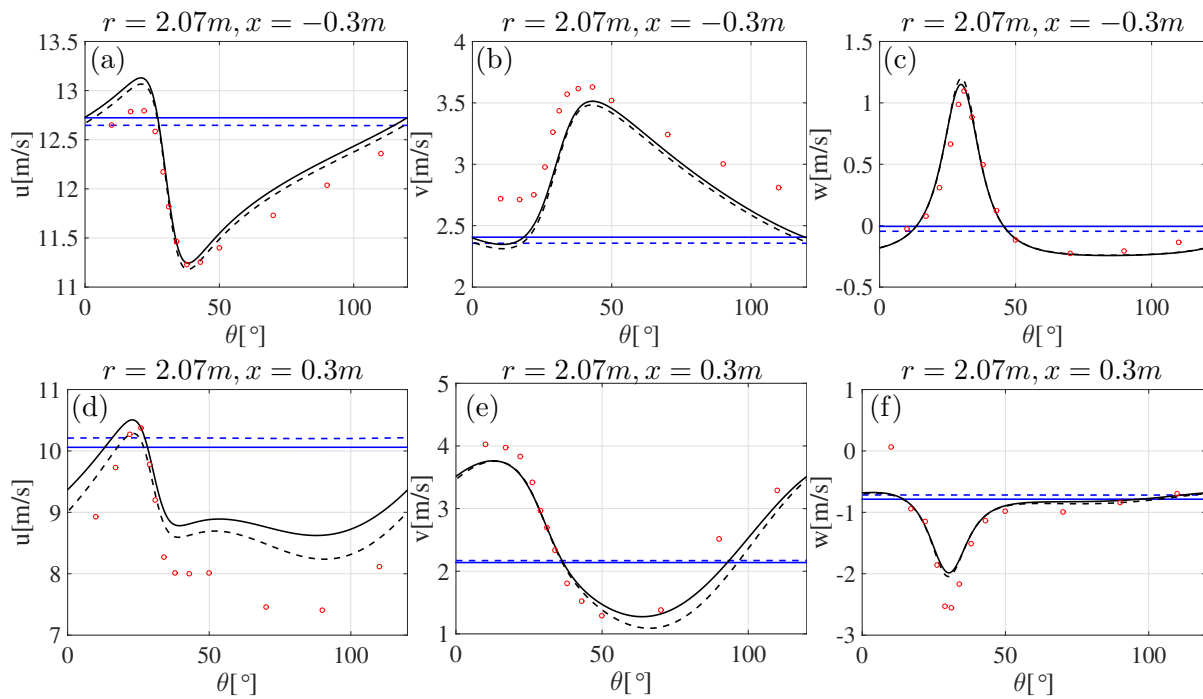 r = 2.07m, x = −0.3m
r = 2.07m, x = −0.3m
r = 2.07m, x = −0.3m
(a)
13.5
13
12.5
12
11.5
11
u[m/s]
0
50
100
θ[°]
(b)
4
3.5
3
2.5
2
v[m/s]
0
50
100
θ[°]
(c)
1.5
1
0.5
0
-0.5
w[m/s]
0
50
100
θ[°]
r = 2.07m, x = 0.3m
r = 2.07m, x = 0.3m
r = 2.07m, x = 0.3m
(d)
11
10
9
8
7
u[m/s]
0
50
100
θ[°]
(e)
5
4
3
2
1
v[m/s]
0
50
100
θ[°]
(f)
1
0
-1
-2
-3
w[m/s]
0
50
100
θ[°]